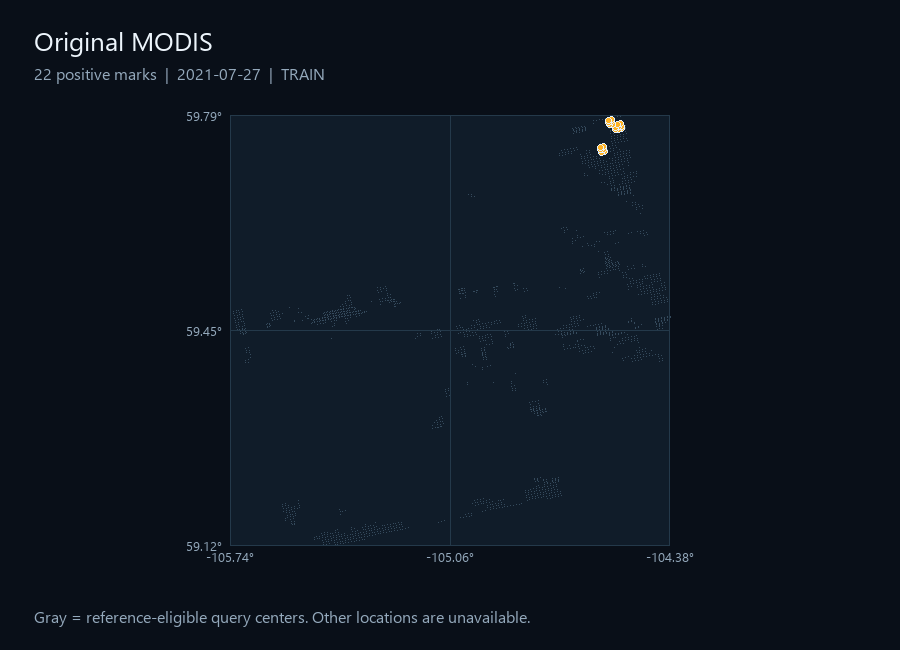 Original MODIS
22 positive marks | 2021-07-27 | TRAIN
59.79°
59.45°
59.12°
-105.74° -105.06° -104.38°
Gray = reference-eligible query centers. Other locations are unavailable.